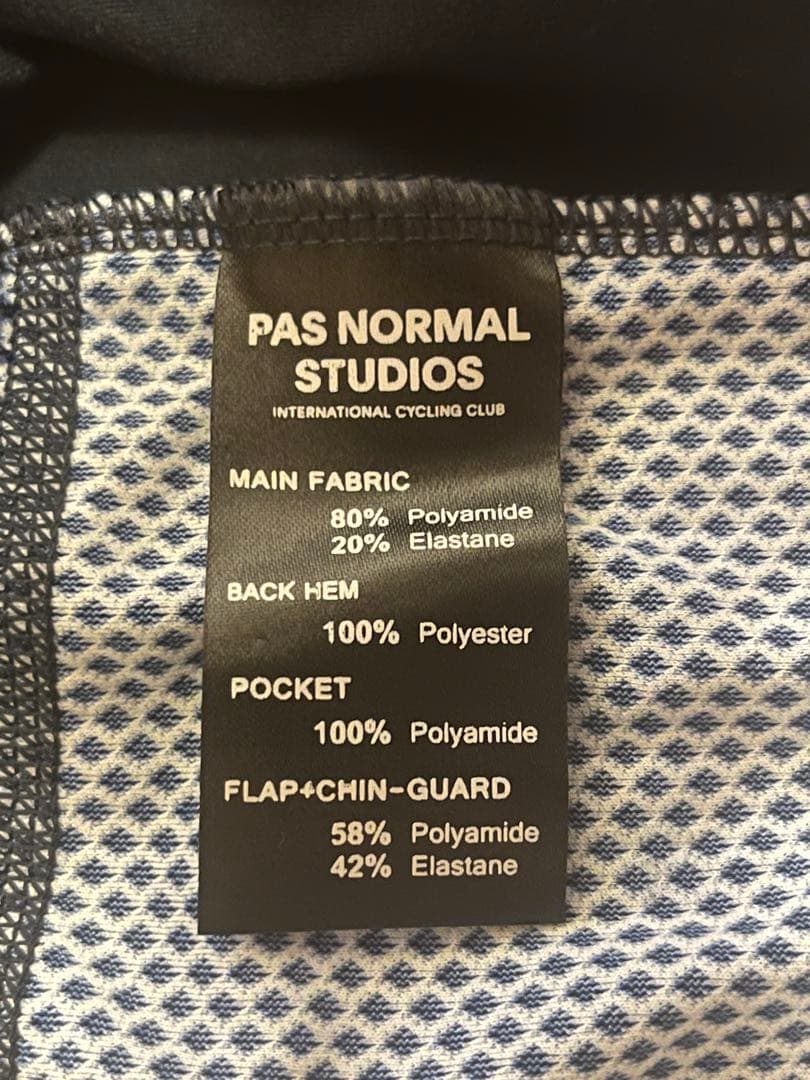 PAS NORMAL
STUDIOS
INTERNATIONAL CYCLING CLUB
MAIN FABRIC
80% Polyamide
20% Elastane
BACK HEM
100% Polyester
POCKET
100% Polyamide
FLAP+CHIN-GUARD
58% Polyamide
42% Elastane